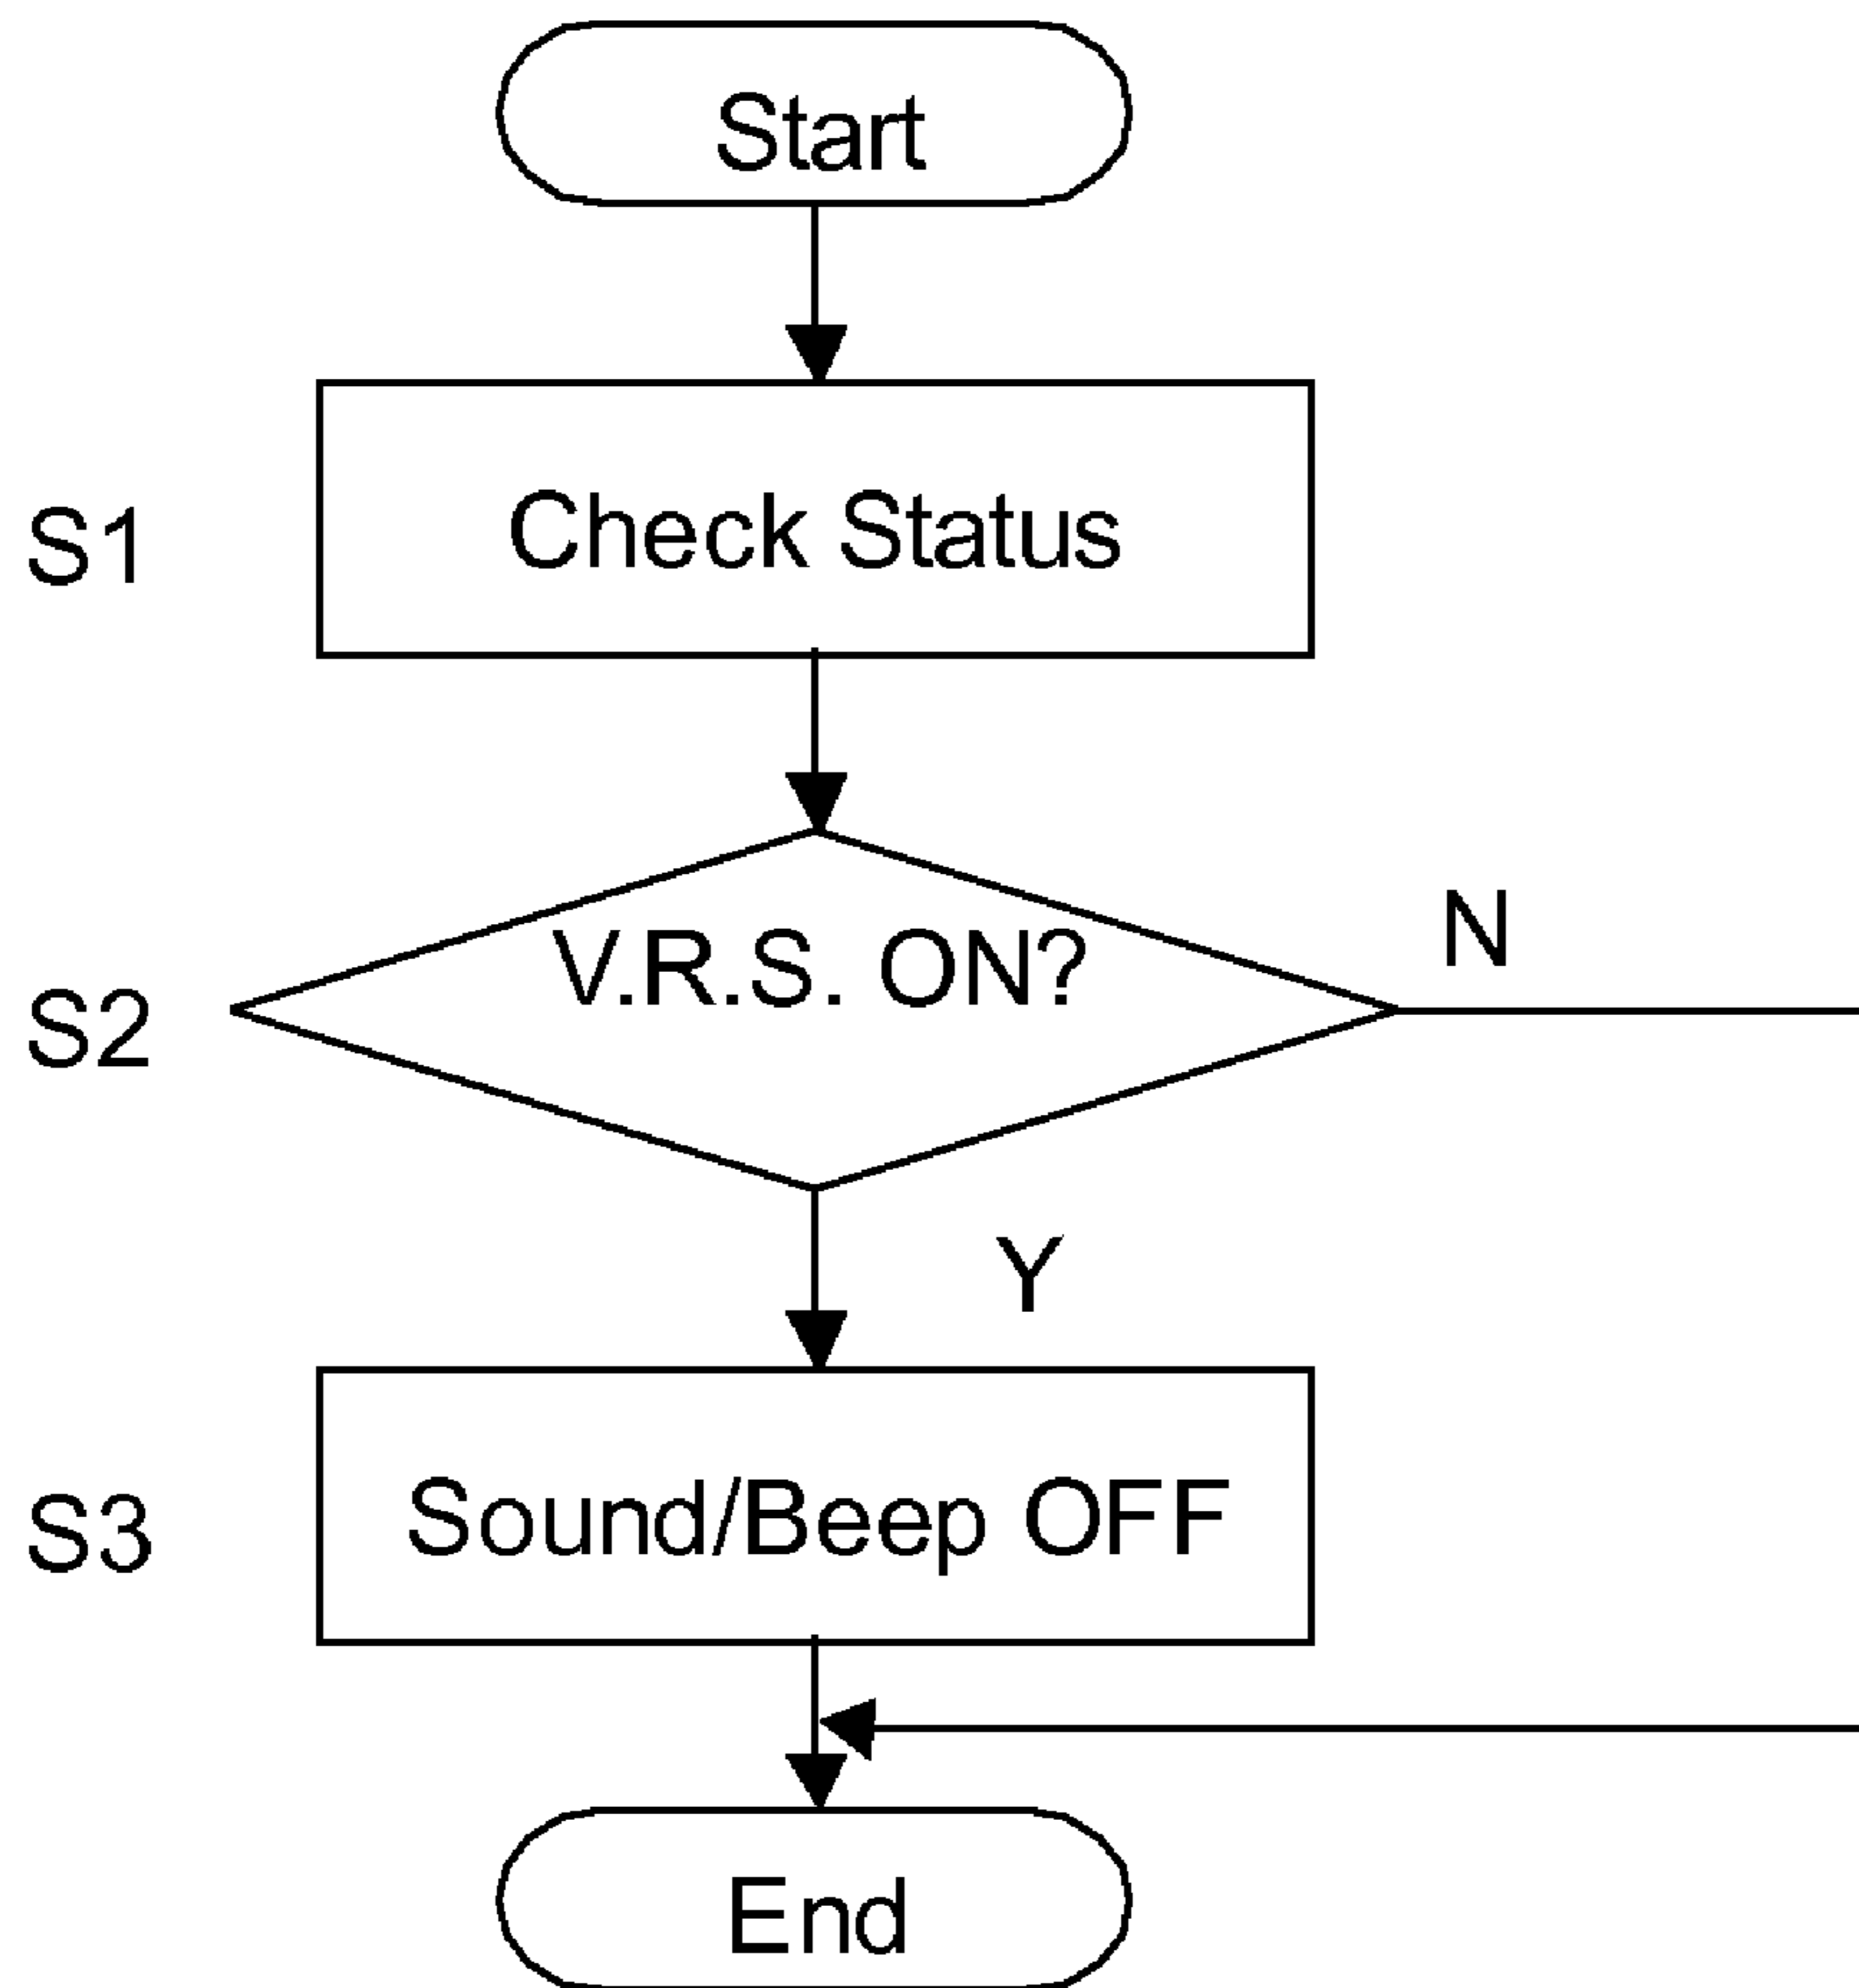 Start
S1
Check Status
V.R.S. ON?
N
S2
Y
S3
Sound/Beep OFF
End